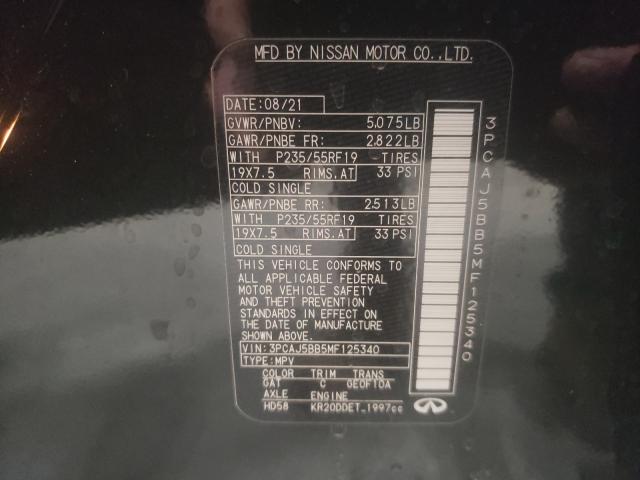 MFD BY NISSAN MOTOR CO.,LTD.
DATE:08/21
GVWR/PNBV: 5,075LB
GAWR/PNBE FR: 2,822LB
WITH P235/55RF19 TIRES
19X7.5 RIMS.AT 33 PSI
COLD SINGLE
GAWR/PNBE RR: 2,513LB
WITH P235/55RF19 TIRES
19X7.5 RIMS.AT 33 PSI
COLD SINGLE
THIS VEHICLE CONFORMS TO
ALL APPLICABLE FEDERAL
MOTOR VEHICLE SAFETY
AND THEFT PREVENTION
STANDARDS IN EFFECT ON
THE DATE OF MANUFACTURE
SHOWN ABOVE.
VIN:3PCAJ5BB5MF125340
TYPE:MPV
COLOR TRIM TRANS
GAT C GE0F10A
AXLE ENGINE
HD58 KR20DDET_1997cc
3PCAJ5BB5MF125340